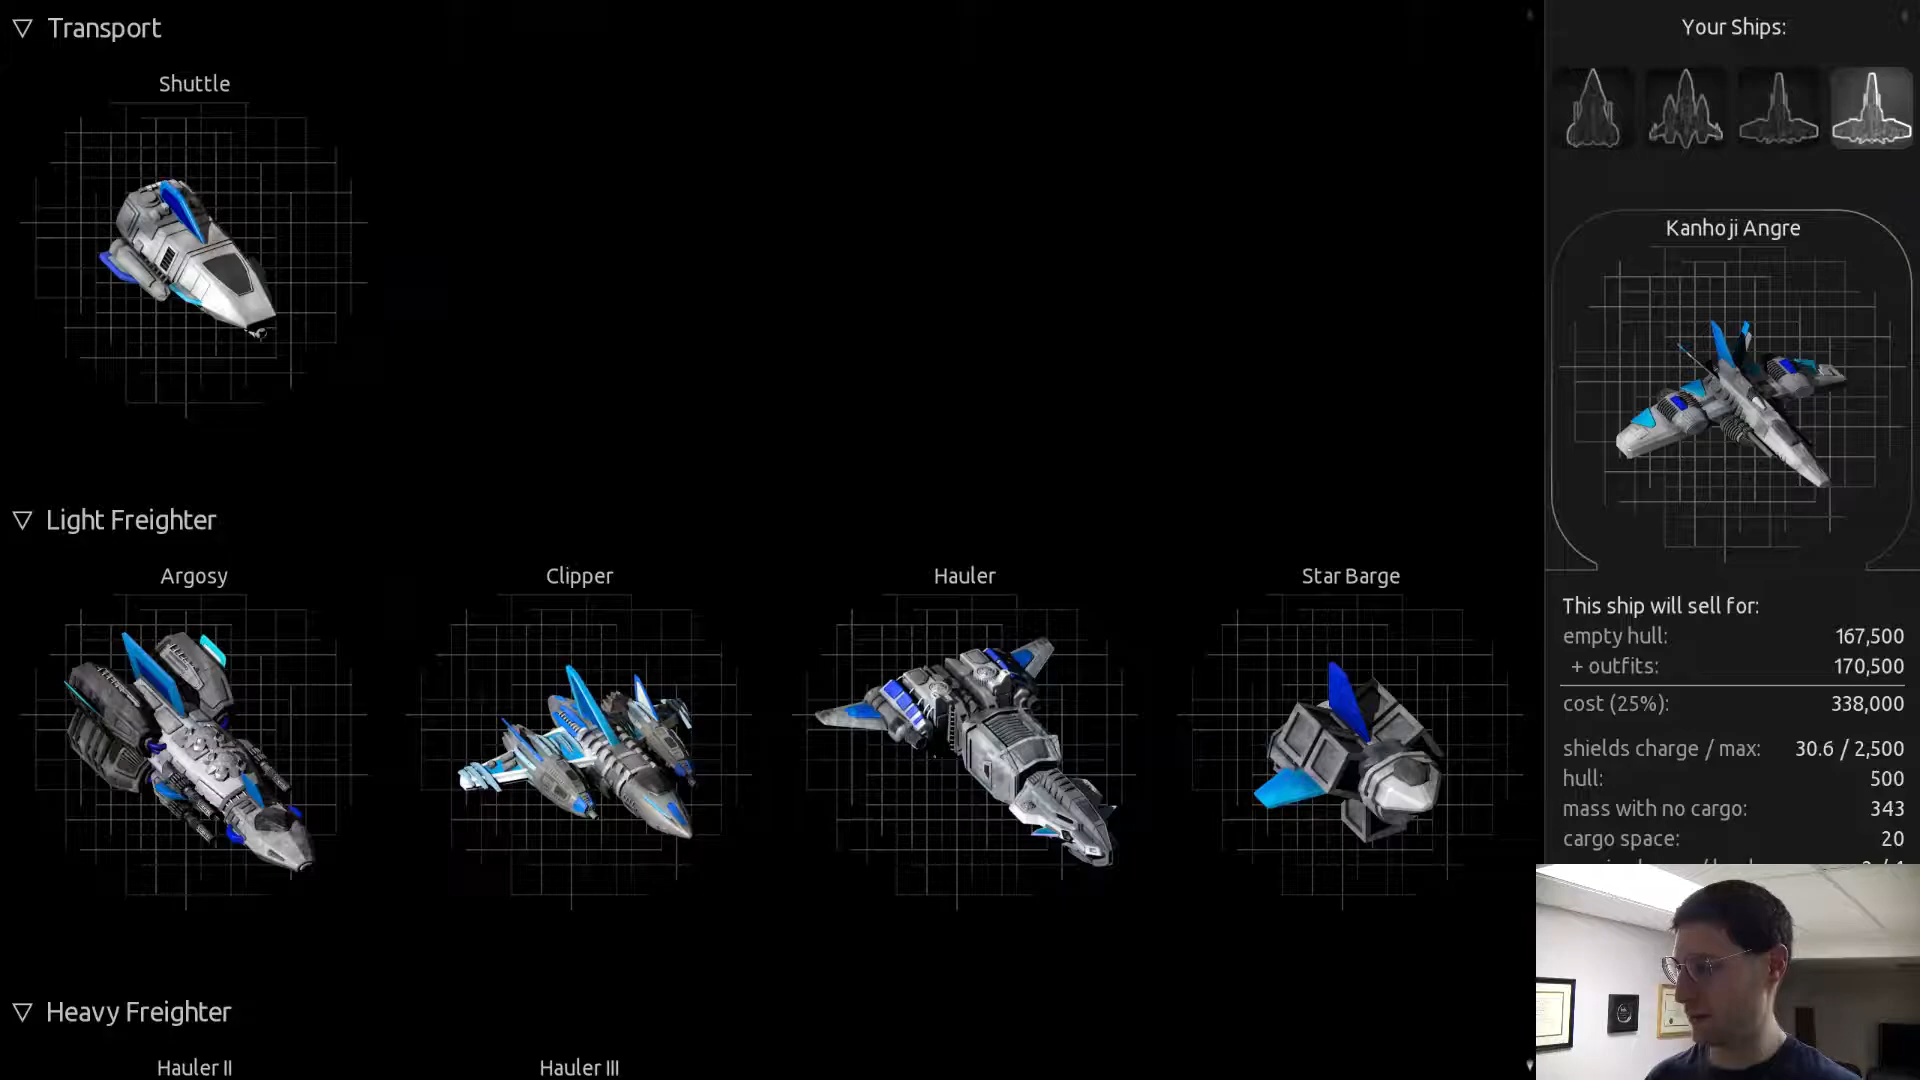 Transport
Shuttle
Light Freighter
Argosy
Clipper
Hauler
Star Barge
Heavy Freighter
Hauler II
Hauler III
Your Ships:
Kanhoji Angre
This ship will sell for:
empty hull: 167,500
+ outfits: 170,500
cost (25%): 338,000
shields charge / max: 30.6 / 2,500
hull: 500
mass with no cargo: 343
cargo space: 20